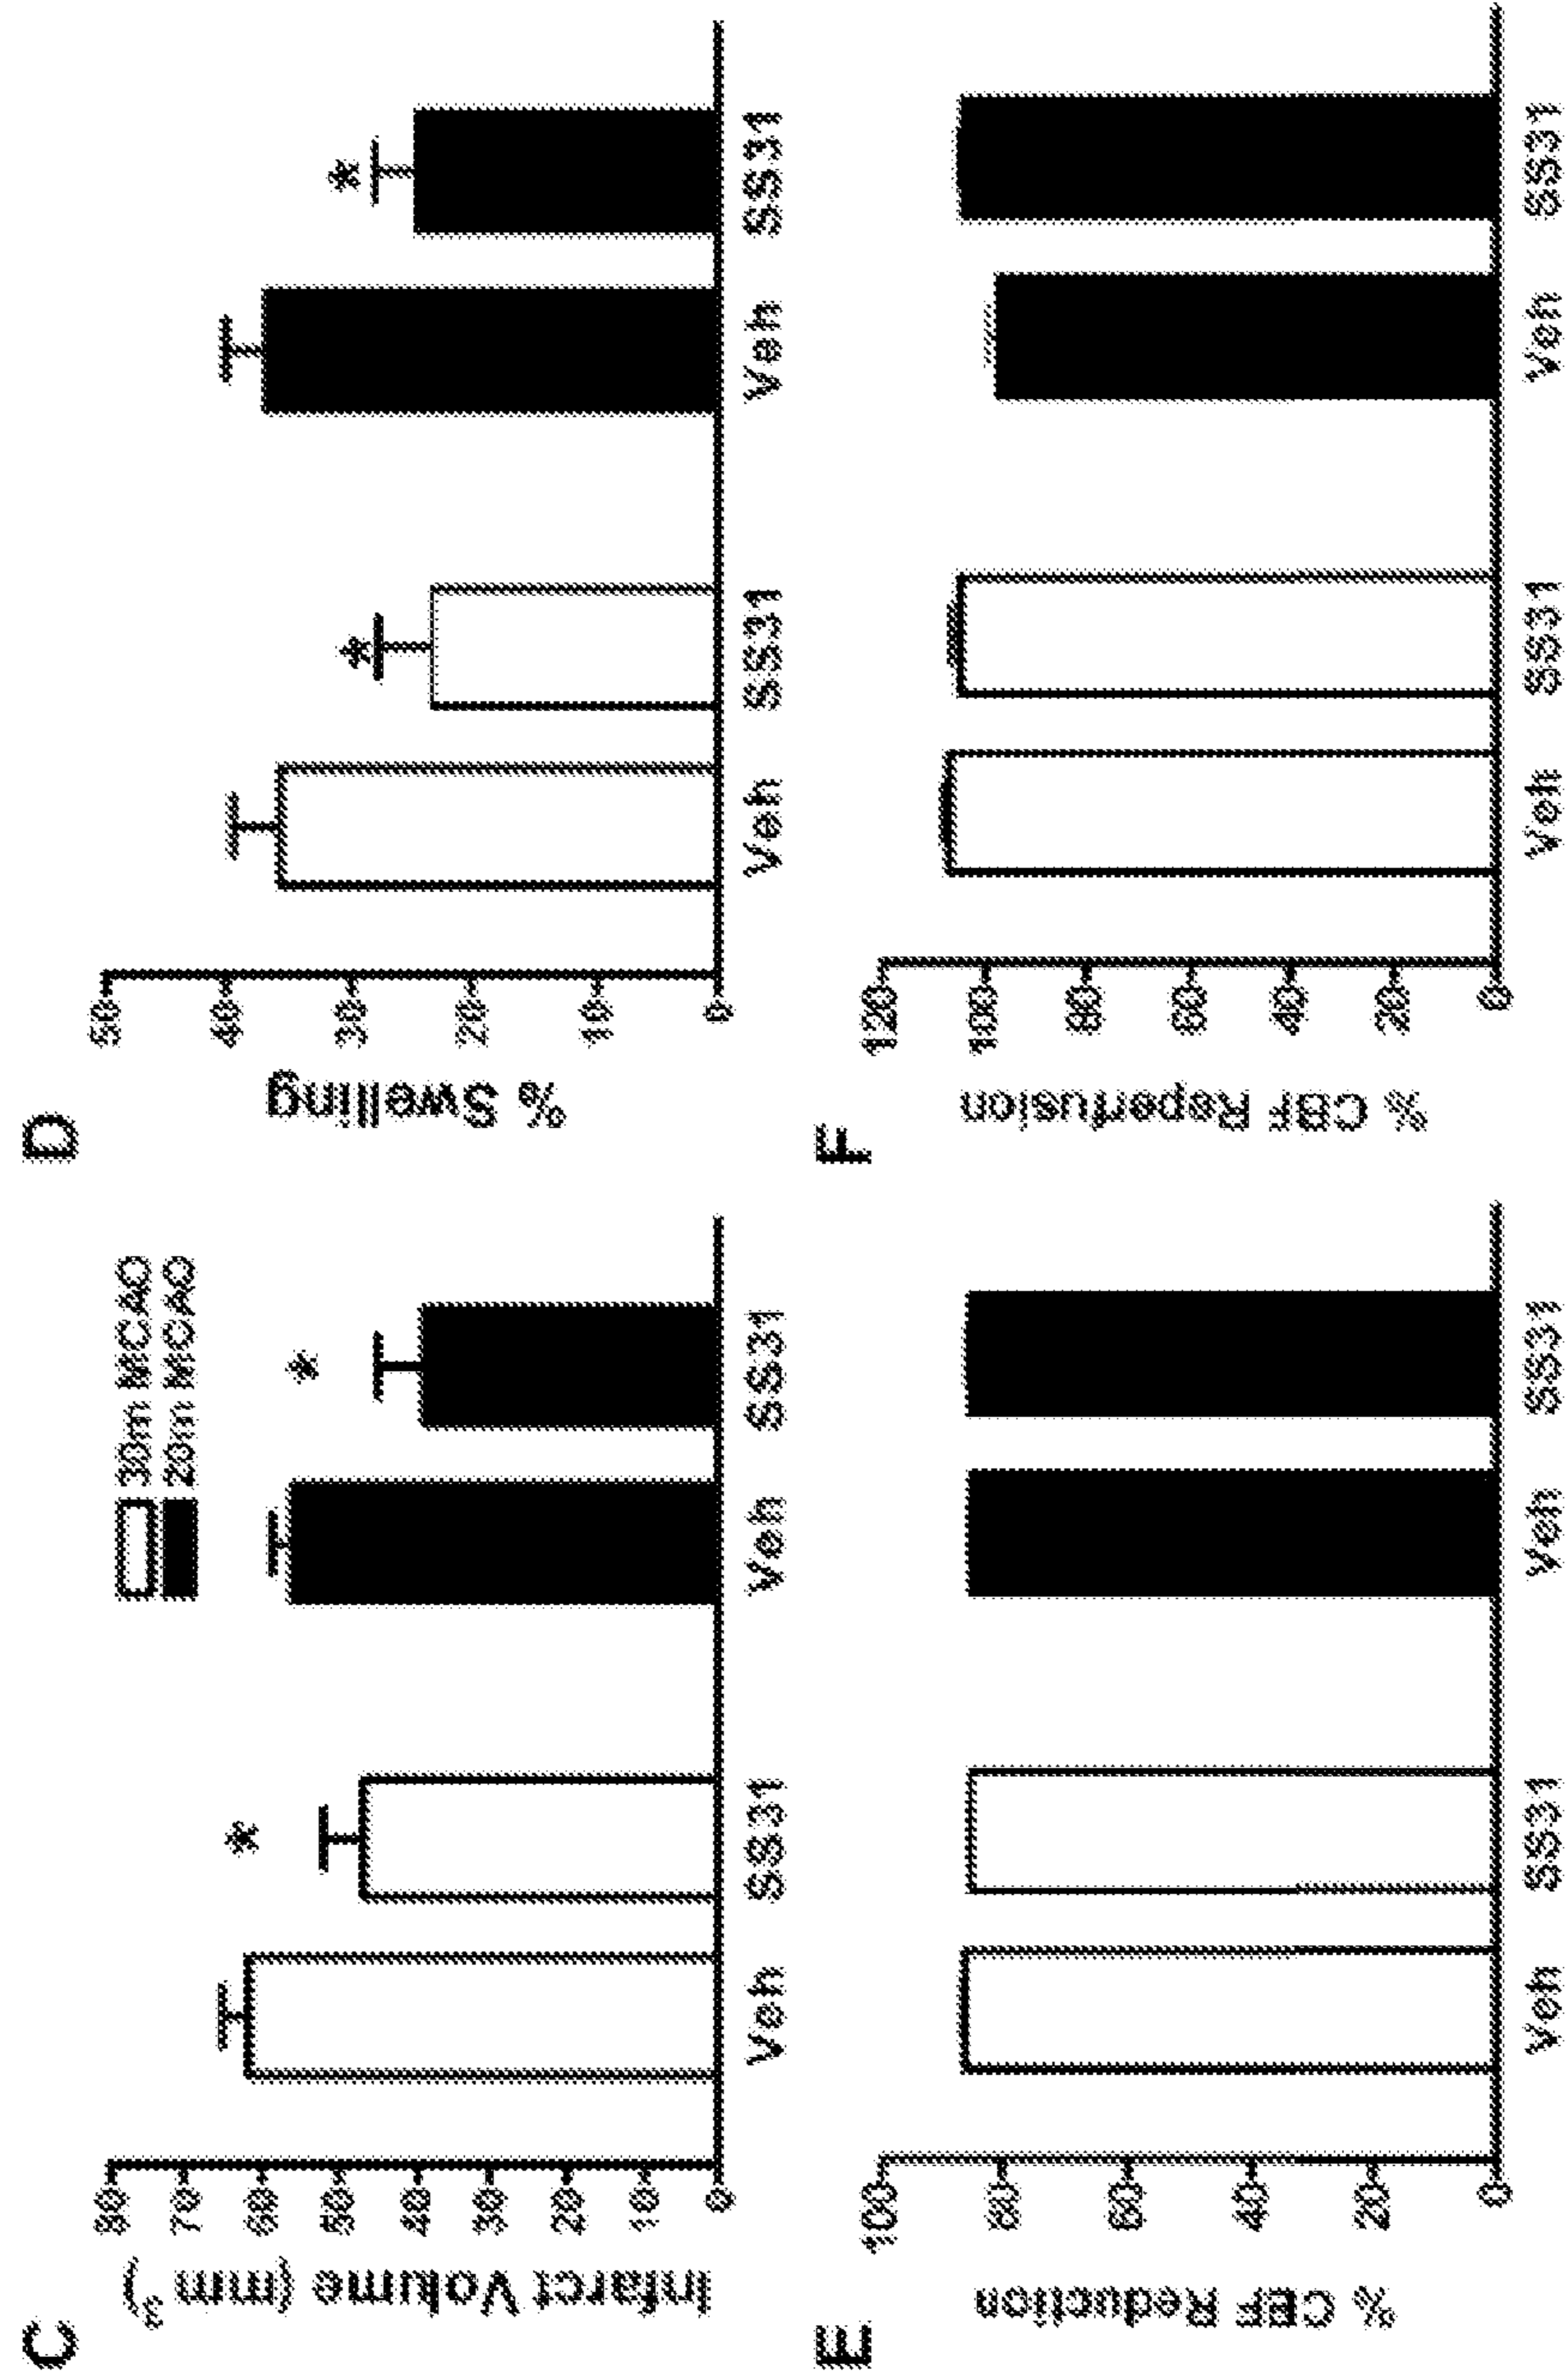 C
Infarct Volume (mm3)
80
70
60
50
40
30
20
10
0
30m MCAO
20m MCAO
Veh
SS31
Veh
SS31
D
% Swelling
50
40
30
20
10
0
Veh
SS31
Veh
SS31
E
% CBF Reduction
100
80
60
40
20
0
Veh
SS31
Veh
SS31
F
% CBF Reperfusion
120
100
80
60
40
20
0
Veh
SS31
Veh
SS31